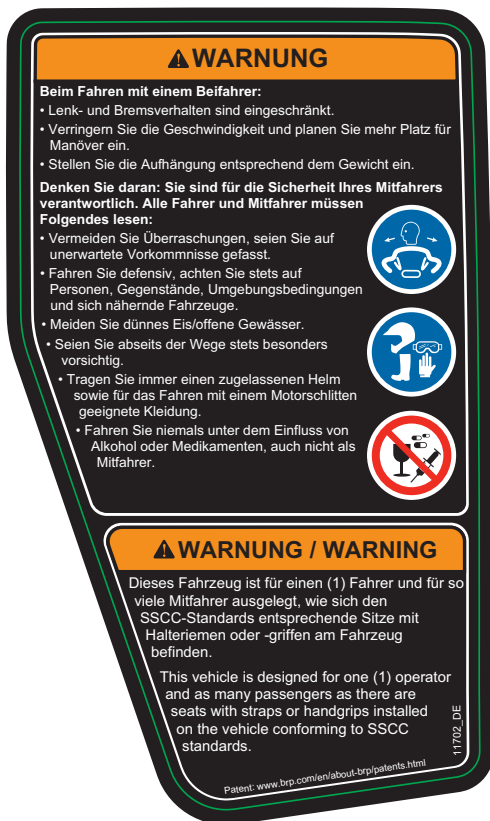 WARNUNG
Beim Fahren mit einem Beifahrer:
• Lenk- und Bremsverhalten sind eingeschränkt.
• Verringern Sie die Geschwindigkeit und planen Sie mehr Platz für
Manöver ein.
• Stellen Sie die Aufhängung entsprechend dem Gewicht ein.
Denken Sie daran: Sie sind für die Sicherheit Ihres Mitfahrers
verantwortlich. Alle Fahrer und Mitfahrer müssen
Folgendes lesen:
• Vermeiden Sie Überraschungen, seien Sie auf
unerwartete Vorkommnisse gefasst.
• Fahren Sie defensiv, achten Sie stets auf
Personen, Gegenstände, Umgebungsbedingungen
und sich nähernde Fahrzeuge.
• Meiden Sie dünnes Eis/offene Gewässer.
• Seien Sie abseits der Wege stets besonders
vorsichtig.
• Tragen Sie immer einen zugelassenen Helm
sowie für das Fahren mit einem Motorschlitten
geeignete Kleidung.
• Fahren Sie niemals unter dem Einfluss von
Alkohol oder Medikamenten, auch nicht als
Mitfahrer.
WARNUNG / WARNING
Dieses Fahrzeug ist für einen (1) Fahrer und für so
viele Mitfahrer ausgelegt, wie sich den
SSCC-Standards entsprechende Sitze mit
Halteriemen oder -griffen am Fahrzeug
befinden.
This vehicle is designed for one (1) operator
and as many passengers as there are
seats with straps or handgrips installed
on the vehicle conforming to SSCC
standards.
11702_DE
Patent: www.brp.com/en/about-brp/patents.html